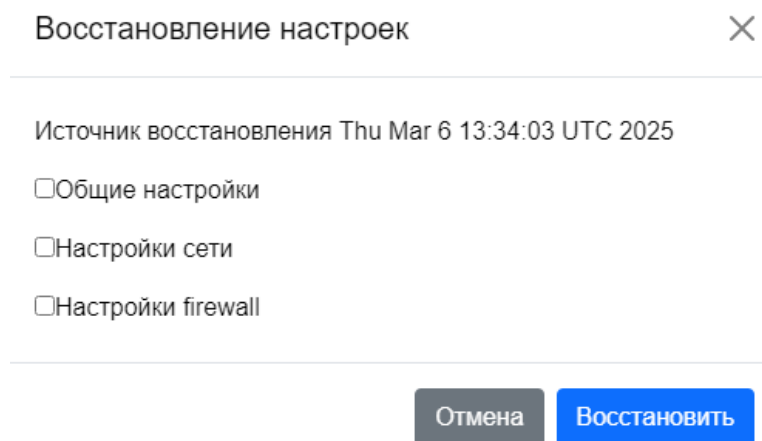 Восстановление настроек
Источник восстановления Thu Mar 6 13:34:03 UTC 2025
Общие настройки
Настройки сети
Настройки firewall
Отмена Восстановить